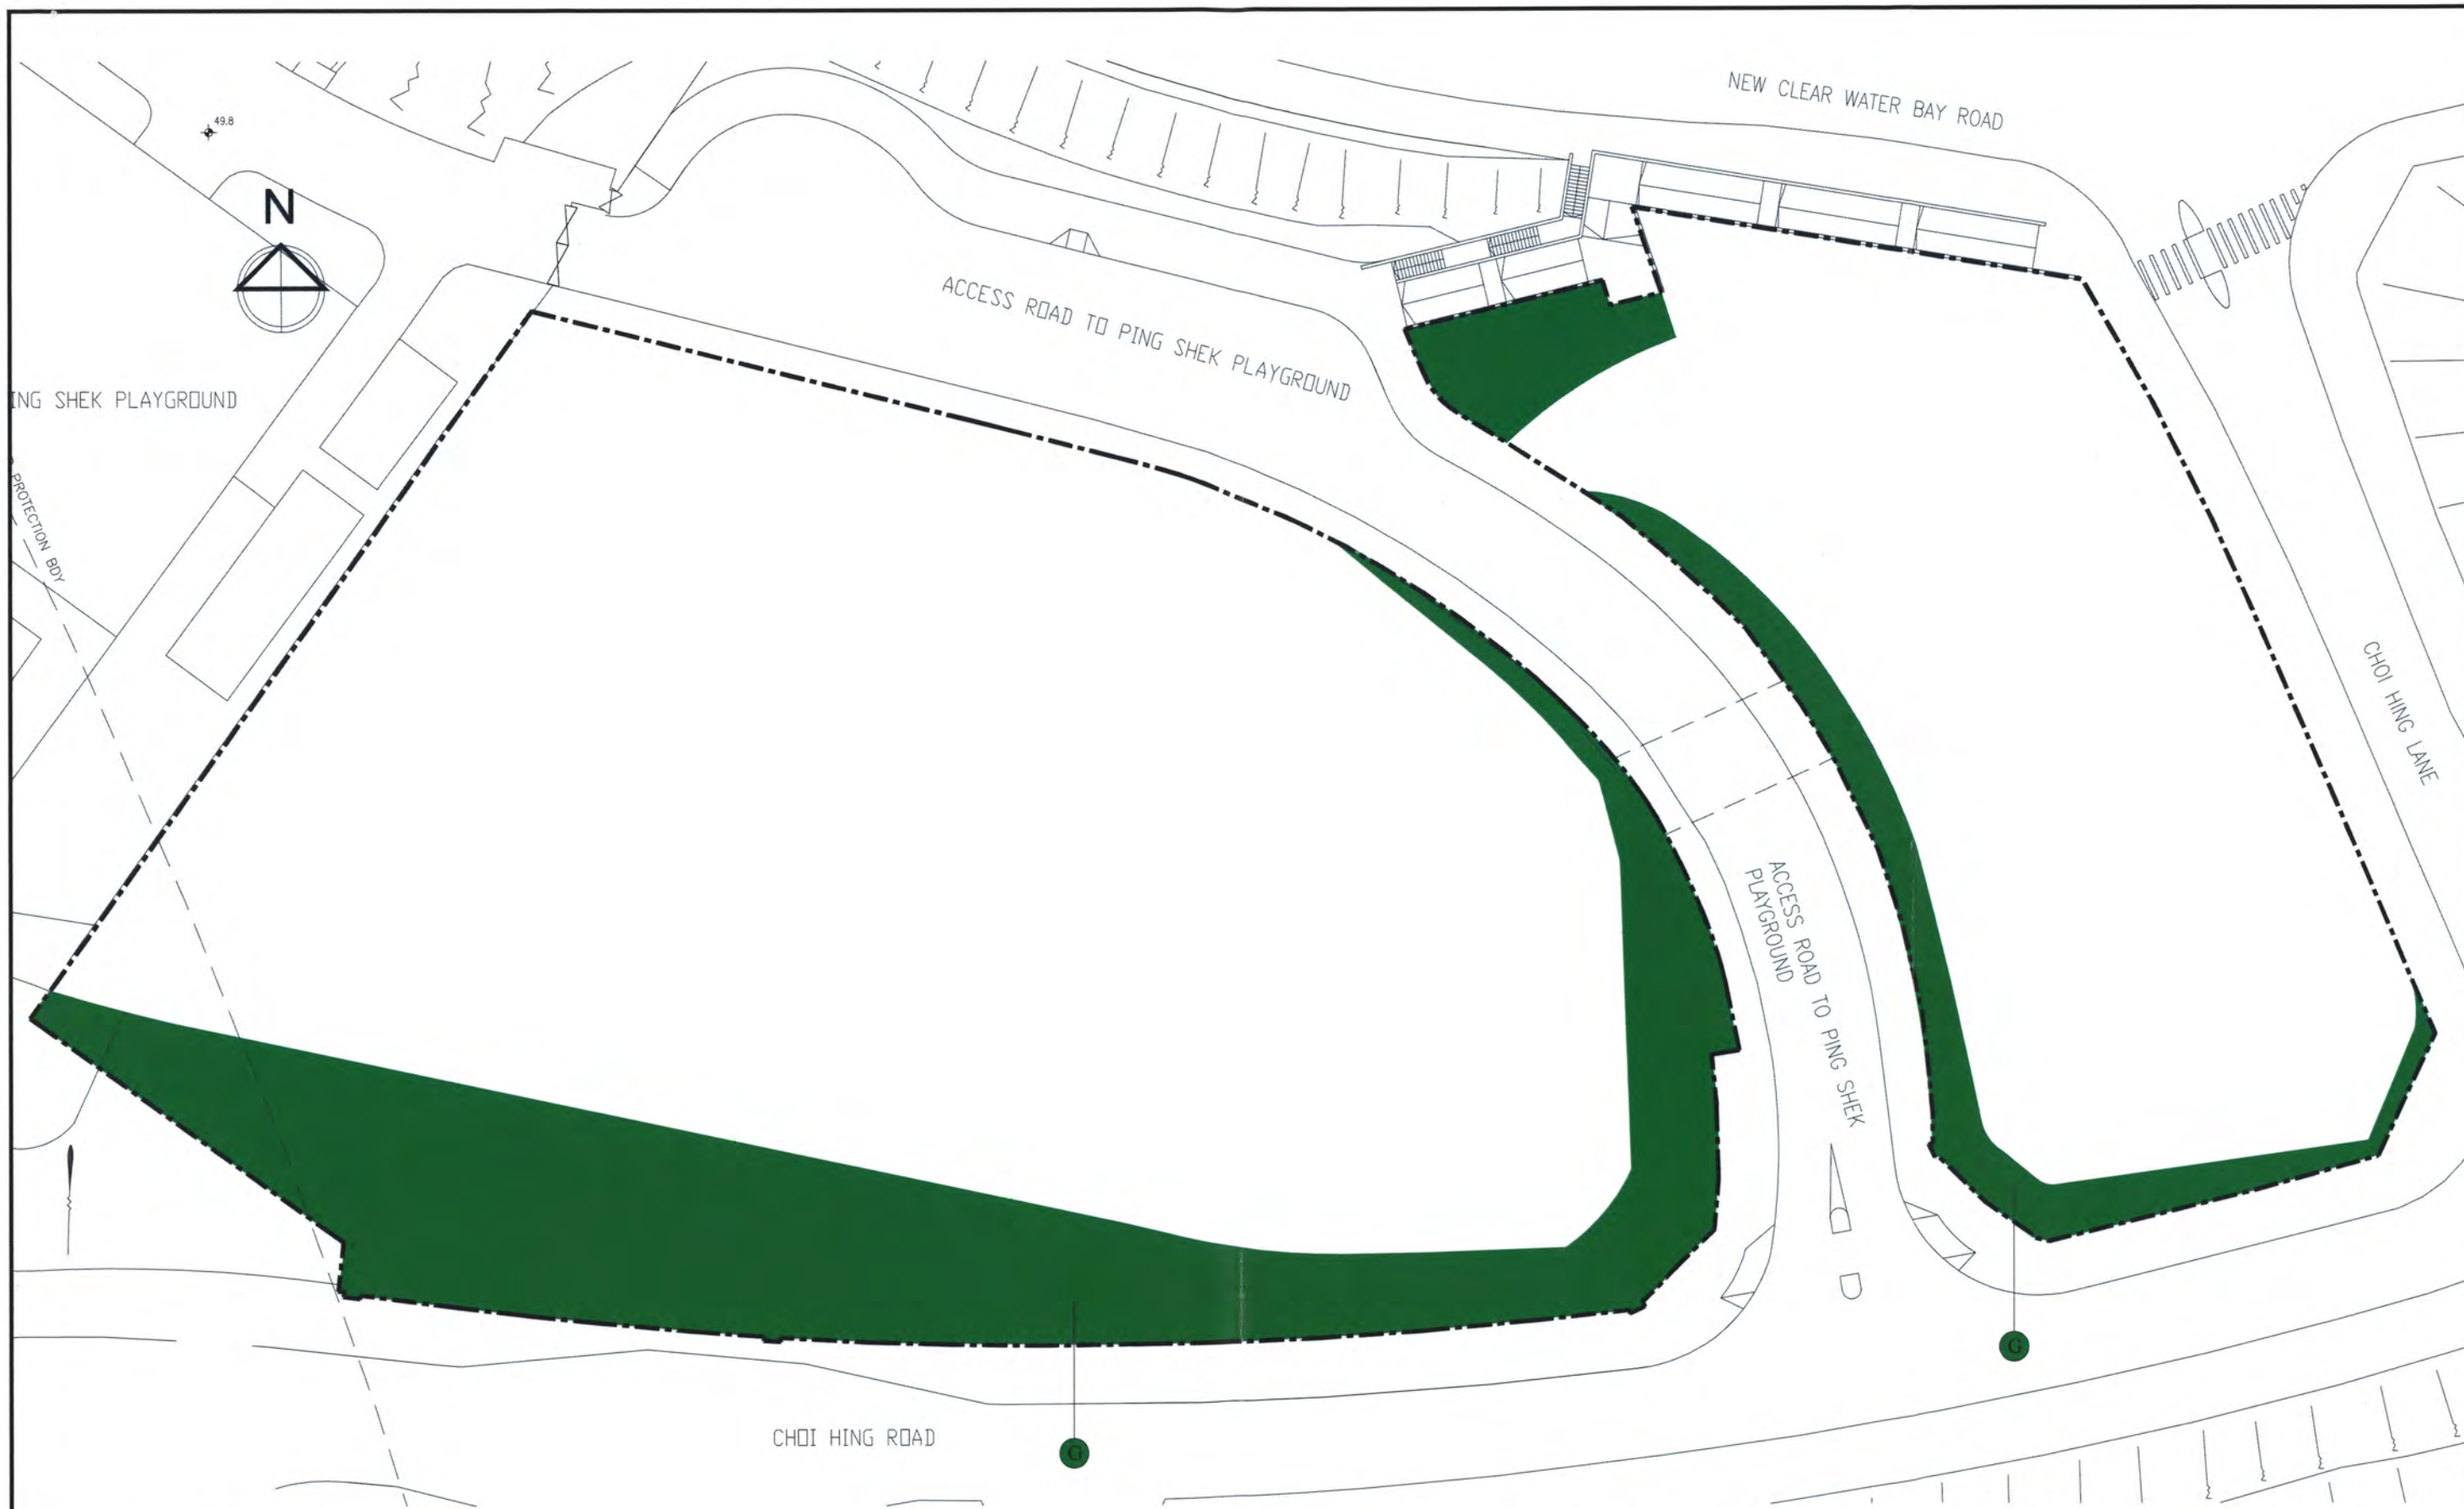 NEW CLEAR WATER BAY ROAD
49.8
N
ACCESS ROAD TO PING SHEK PLAYGROUND
ING SHEK PLAYGROUND
PROTECTION BDY
CHOI HING LANE
ACCESS ROAD TO PING SHEK
PLAYGROUND
G
CHOI HING ROAD
G